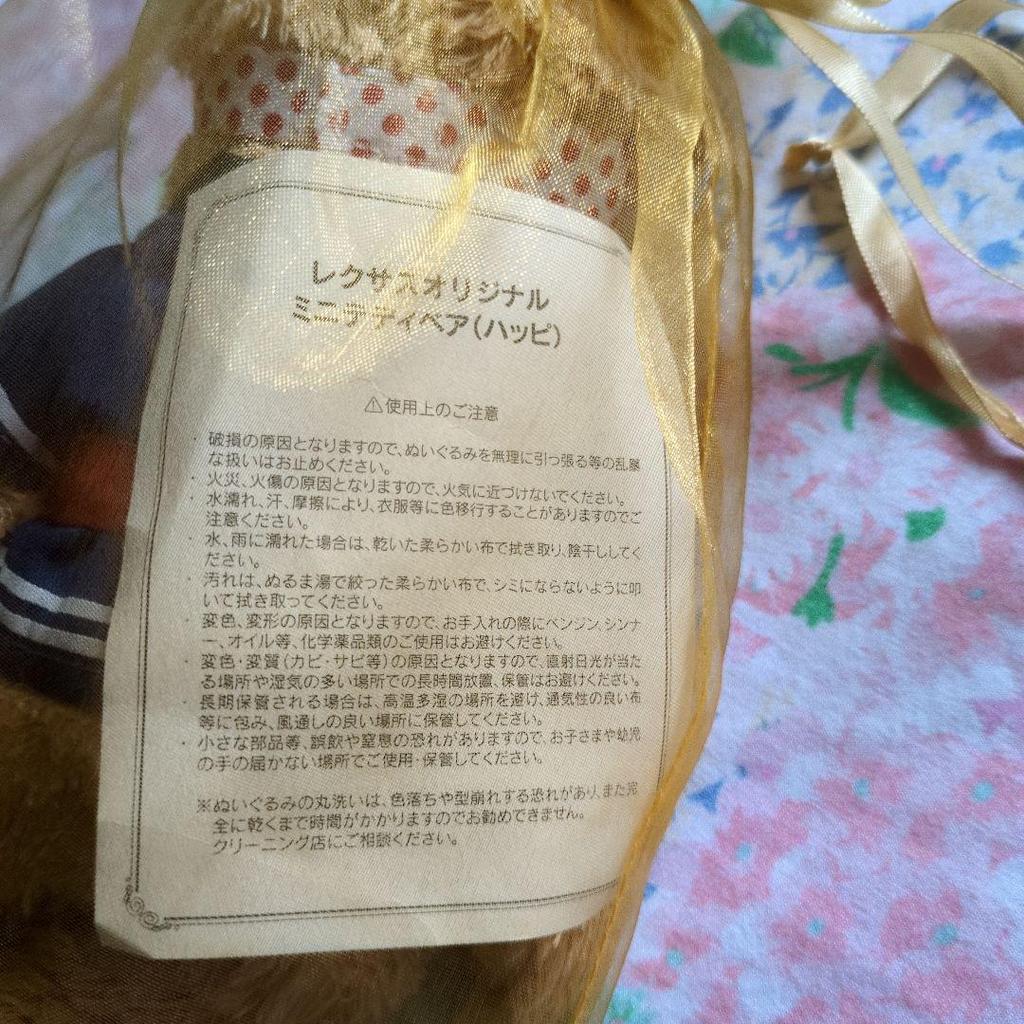 レクサスオリジナル
ミニテディベア(ハッピ)
⚠使用上のご注意
・破損の原因となりますので、ぬいぐるみを無理に引っ張る等の乱暴
な扱いはお止めください。
・火災、火傷の原因となりますので、火気に近づけないでください。
・水濡れ、汗、摩擦により、衣服等に色移行することがありますのでご
注意ください。
・水、雨に濡れた場合は、乾いた柔らかい布で拭き取り、陰干ししてく
ださい。
・汚れは、ぬるま湯で絞った柔らかい布で、シミにならないように叩
いて拭き取ってください。
・変色、変形の原因となりますので、お手入れの際にベンジン、シンナ
ー、オイル等、化学薬品類のご使用はお避けください。
・変色・変質(カビ・サビ等)の原因となりますので、直射日光が当た
る場所や湿気の多い場所での長時間放置、保管はお避けください。
・長期保管される場合は、高温多湿の場所を避け、通気性の良い布
等に包み、風通しの良い場所に保管してください。
・小さな部品等、誤飲や窒息の恐れがありますので、お子さまや幼児
の手の届かない場所でご使用・保管してください。
※ぬいぐるみの丸洗いは、色落ちや型崩れする恐れがあり、また完
全に乾くまで時間がかかりますのでお勧めできません。
クリーニング店にご相談ください。